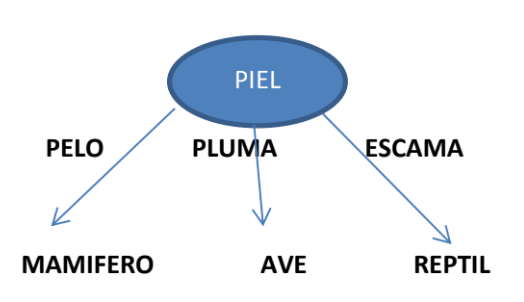 PIEL
PELO PLUMA ESCAMA
MAMIFERO AVE REPTIL